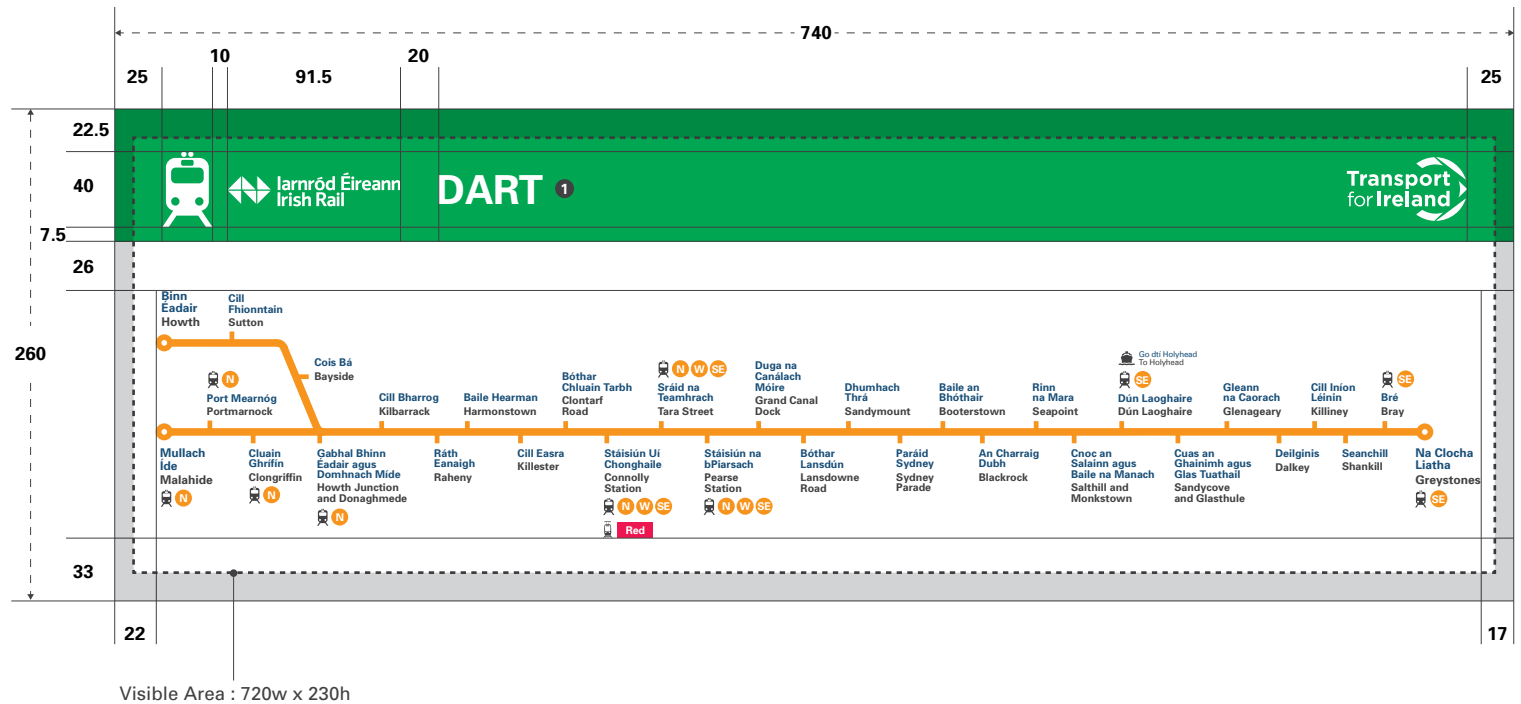 740
10
20
25
91.5
25
22.5
40
7.5
26
260
33
22
17
Iarnród Éireann
Irish Rail
DART 1
Transport
for Ireland
Binn
Éadair
Howth
Cill
Fhionntain
Sutton
Cois Bá
Bayside
N
Port Mearnóg
Portmarnock
Cill Bharrog
Kilbarrack
Baile Hearman
Harmonstown
Bóthar
Chluain Tarbh
Clontarf
Road
N W SE
Sráid na
Teamhrach
Tara Street
Duga na
Canálach
Móire
Grand Canal
Dock
Dhumhach
Thrá
Sandymount
Baile an
Bhóthair
Booterstown
Rinn
na Mara
Seapoint
Go dtí Holyhead
To Holyhead
SE
Dún Laoghaire
Dún Laoghaire
Gleann
na Caorach
Glenageary
Cill Iníon
Léinin
Killiney
SE
Bré
Bray
Mullach
Íde
Malahide
N
Cluain
Ghrífín
Clongriffin
N
Gabhal Bhinn
Éadair agus
Domhnach Míde
Howth Junction
and Donaghmede
N
Ráth
Eanaigh
Raheny
Cill Easra
Killester
Stáisiún Uí
Chonghaile
Connolly
Station
N W SE
Red
Stáisiún na
bPiarsach
Pearse
Station
N W SE
Bóthar
Lansdún
Lansdowne
Road
Paráid
Sydney
Sydney
Parade
An Charraig
Dubh
Blackrock
Cnoc an
Salainn agus
Baile na Manach
Salthill and
Monkstown
Cuas an
Ghainimh agus
Glas Tuathail
Sandycove
and Glasthule
Deilginis
Dalkey
Seanchill
Shankill
Na Clocha
Liatha
Greystones
SE
Visible Area : 720w x 230h